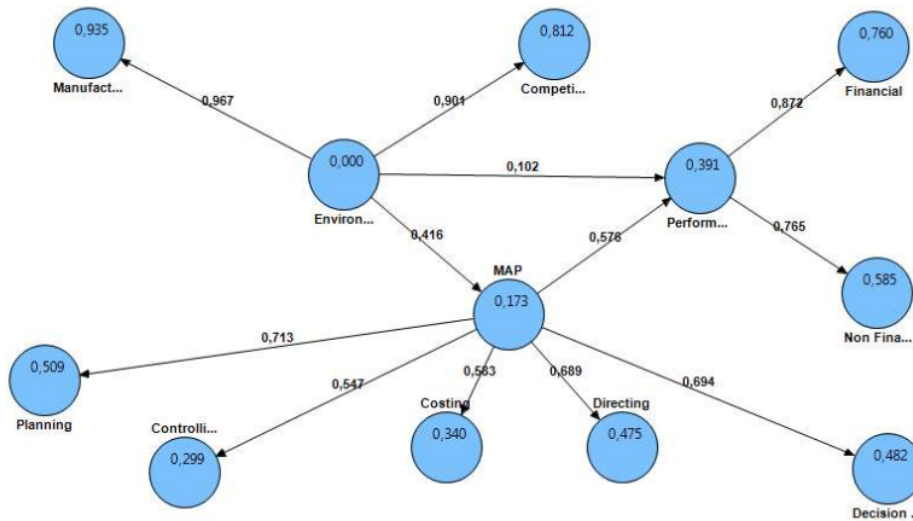 0,935
0,812
0,760
Manufact...
Competi...
Financial
0,967
0,901
0,872
0,000
0,391
0,102
Environ...
Perform...
0,416
0,578
0,765
MAP
0,173
0,585
Non Fina...
0,713
0,509
0,583
0,689
0,547
0,694
Planning
Controlli...
Costing
Directing
0,299
0,340
0,475
0,482
Decision ...